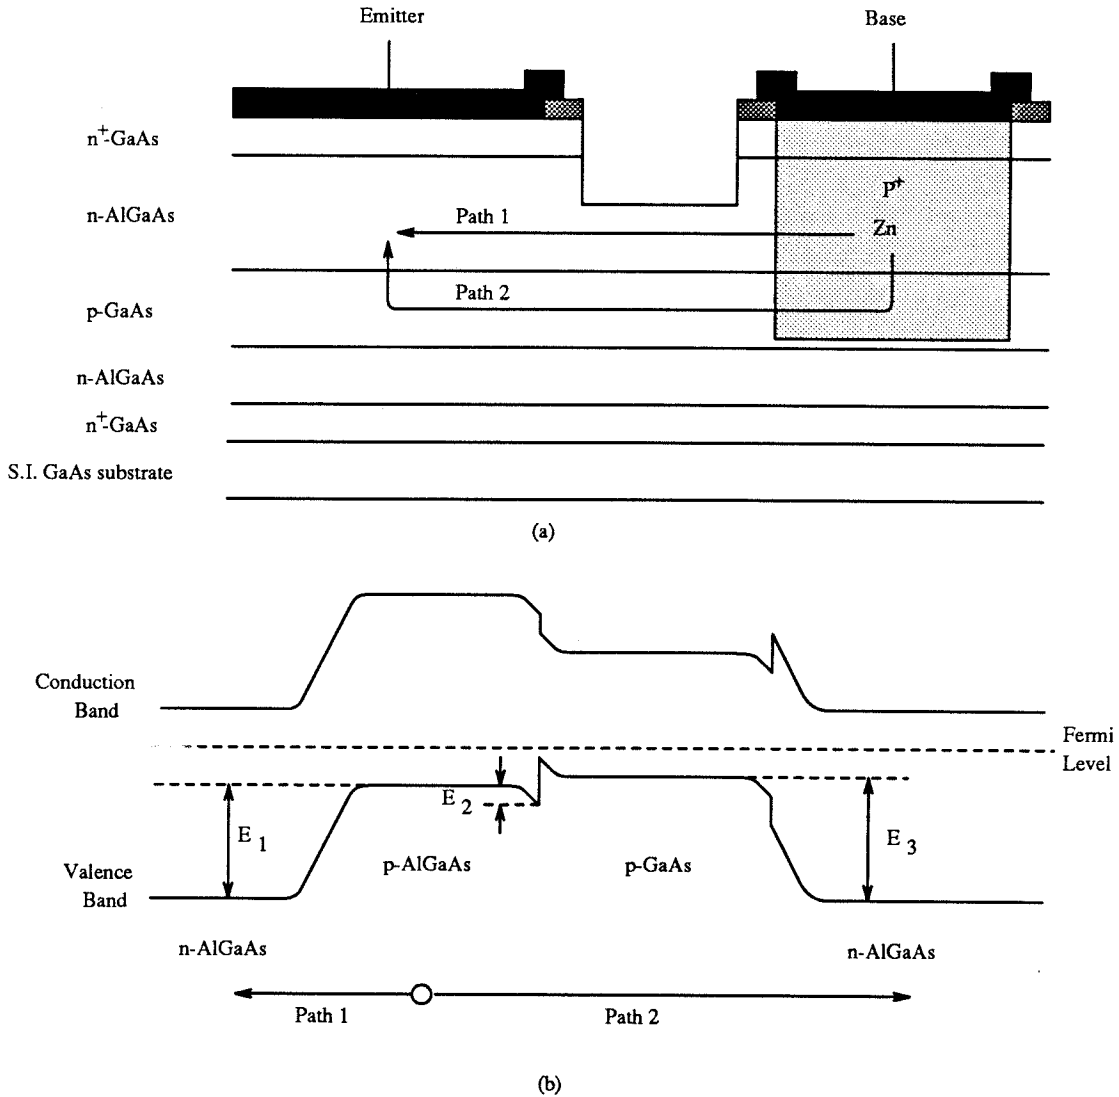 Emitter
Base
n+-GaAs
P+
n-AlGaAs
Path 1
Zn
Path 2
p-GaAs
n-AlGaAs
n+-GaAs
S.I. GaAs substrate
(a)
Conduction
Band
Fermi
Level
E 2
E 1
E 3
p-AlGaAs
p-GaAs
Valence
Band
n-AlGaAs
n-AlGaAs
Path 1
Path 2
(b)